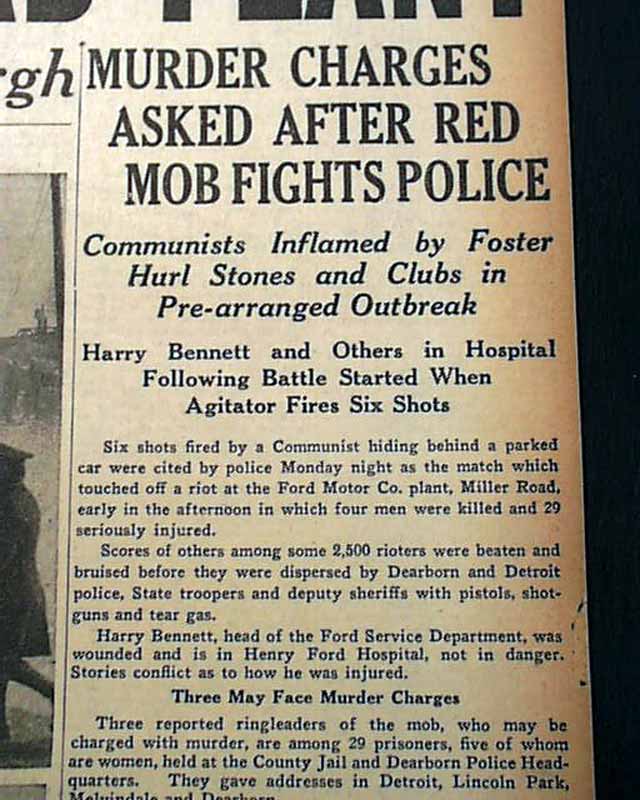 PLANT
MURDER CHARGES
ASKED AFTER RED
MOB FIGHTS POLICE
Communists Inflamed by Foster
Hurl Stones and Clubs in
Pre-arranged Outbreak
Harry Bennett and Others in Hospital
Following Battle Started When
Agitator Fires Six Shots
Six shots fired by a Communist hiding behind a parked
car were cited by police Monday night as the match which
touched off a riot at the Ford Motor Co. plant, Miller Road,
early in the afternoon in which four men were killed and 29
seriously injured.
Scores of others among some 2,500 rioters were beaten and
bruised before they were dispersed by Dearborn and Detroit
police, State troopers and deputy sheriffs with pistols, shot-
guns and tear gas.
Harry Bennett, head of the Ford Service Department, was
wounded and is in Henry Ford Hospital, not in danger.
Stories conflict as to how he was injured.
Three May Face Murder Charges
Three reported ringleaders of the mob, who may be
charged with murder, are among 29 prisoners, five of whom
are women, held at the County Jail and Dearborn Police Head-
quarters. They gave addresses in Detroit, Lincoln Park,
Melvindale and Dearborn.